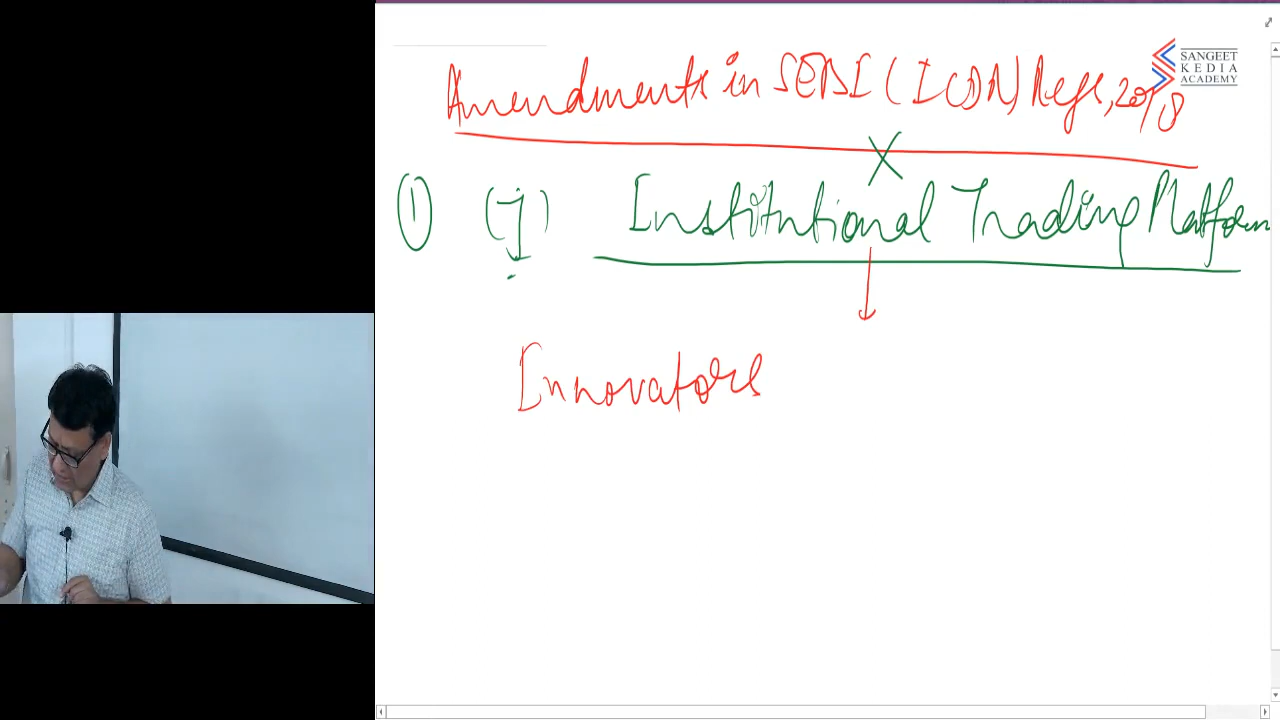 SANGEET
KEDIA
ACADEMY
Amendments in SEBI (ICDR) Regs, 2018
① (J) Institutional Trading Platform
Innovators